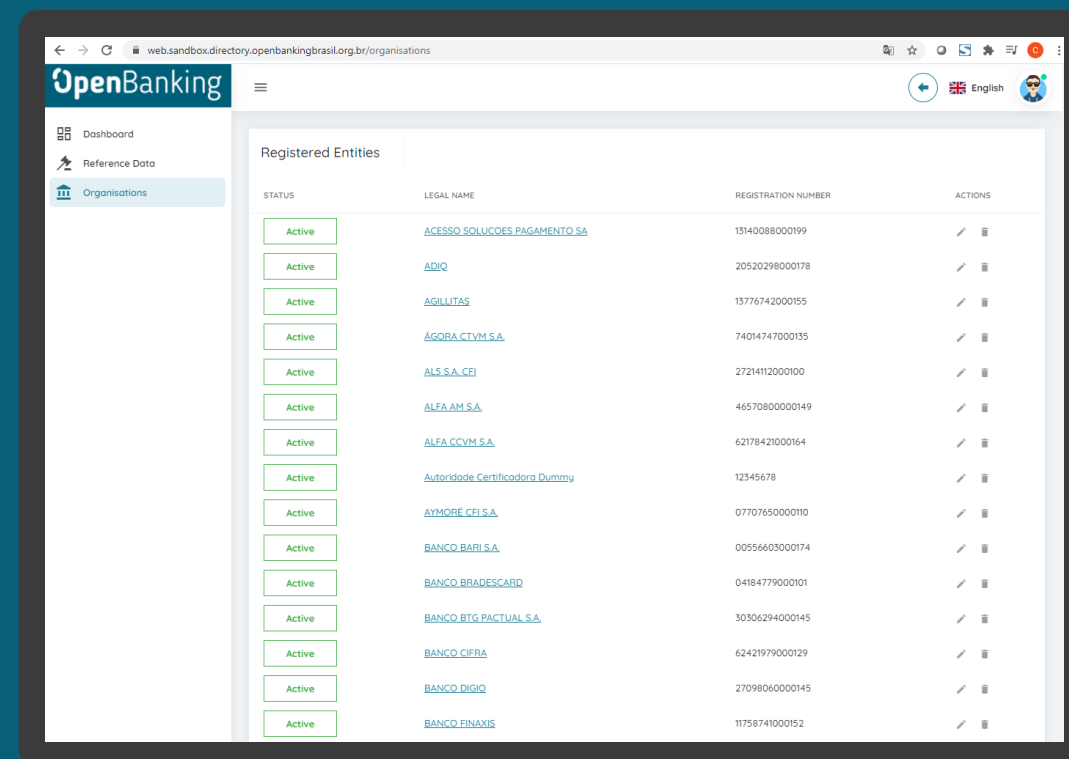 web.sandbox.directory.openbankingbrasil.org.br/organisations
C
OpenBanking
English
Dashboard
Reference Data
Organisations
Registered Entities
STATUS LEGAL NAME REGISTRATION NUMBER ACTIONS
Active ACESSO SOLUCOES PAGAMENTO SA 13140088000199
Active ADIQ 20520298000178
Active AGILLITAS 13776742000155
Active ÁGORA CTVM S.A. 74014747000135
Active AL5 S.A. CFI 27214112000100
Active ALFA AM S.A. 46570800000149
Active ALFA CCVM S.A. 62178421000164
Active Autoridade Certificadora Dummy 12345678
Active AYMORÉ CFI S.A. 07707650000110
Active BANCO BARI S.A. 00556603000174
Active BANCO BRADESCARD 04184779000101
Active BANCO BTG PACTUAL S.A. 30306294000145
Active BANCO CIFRA 62421979000129
Active BANCO DIGIO 27098060000145
Active BANCO FINAXIS 11758741000152